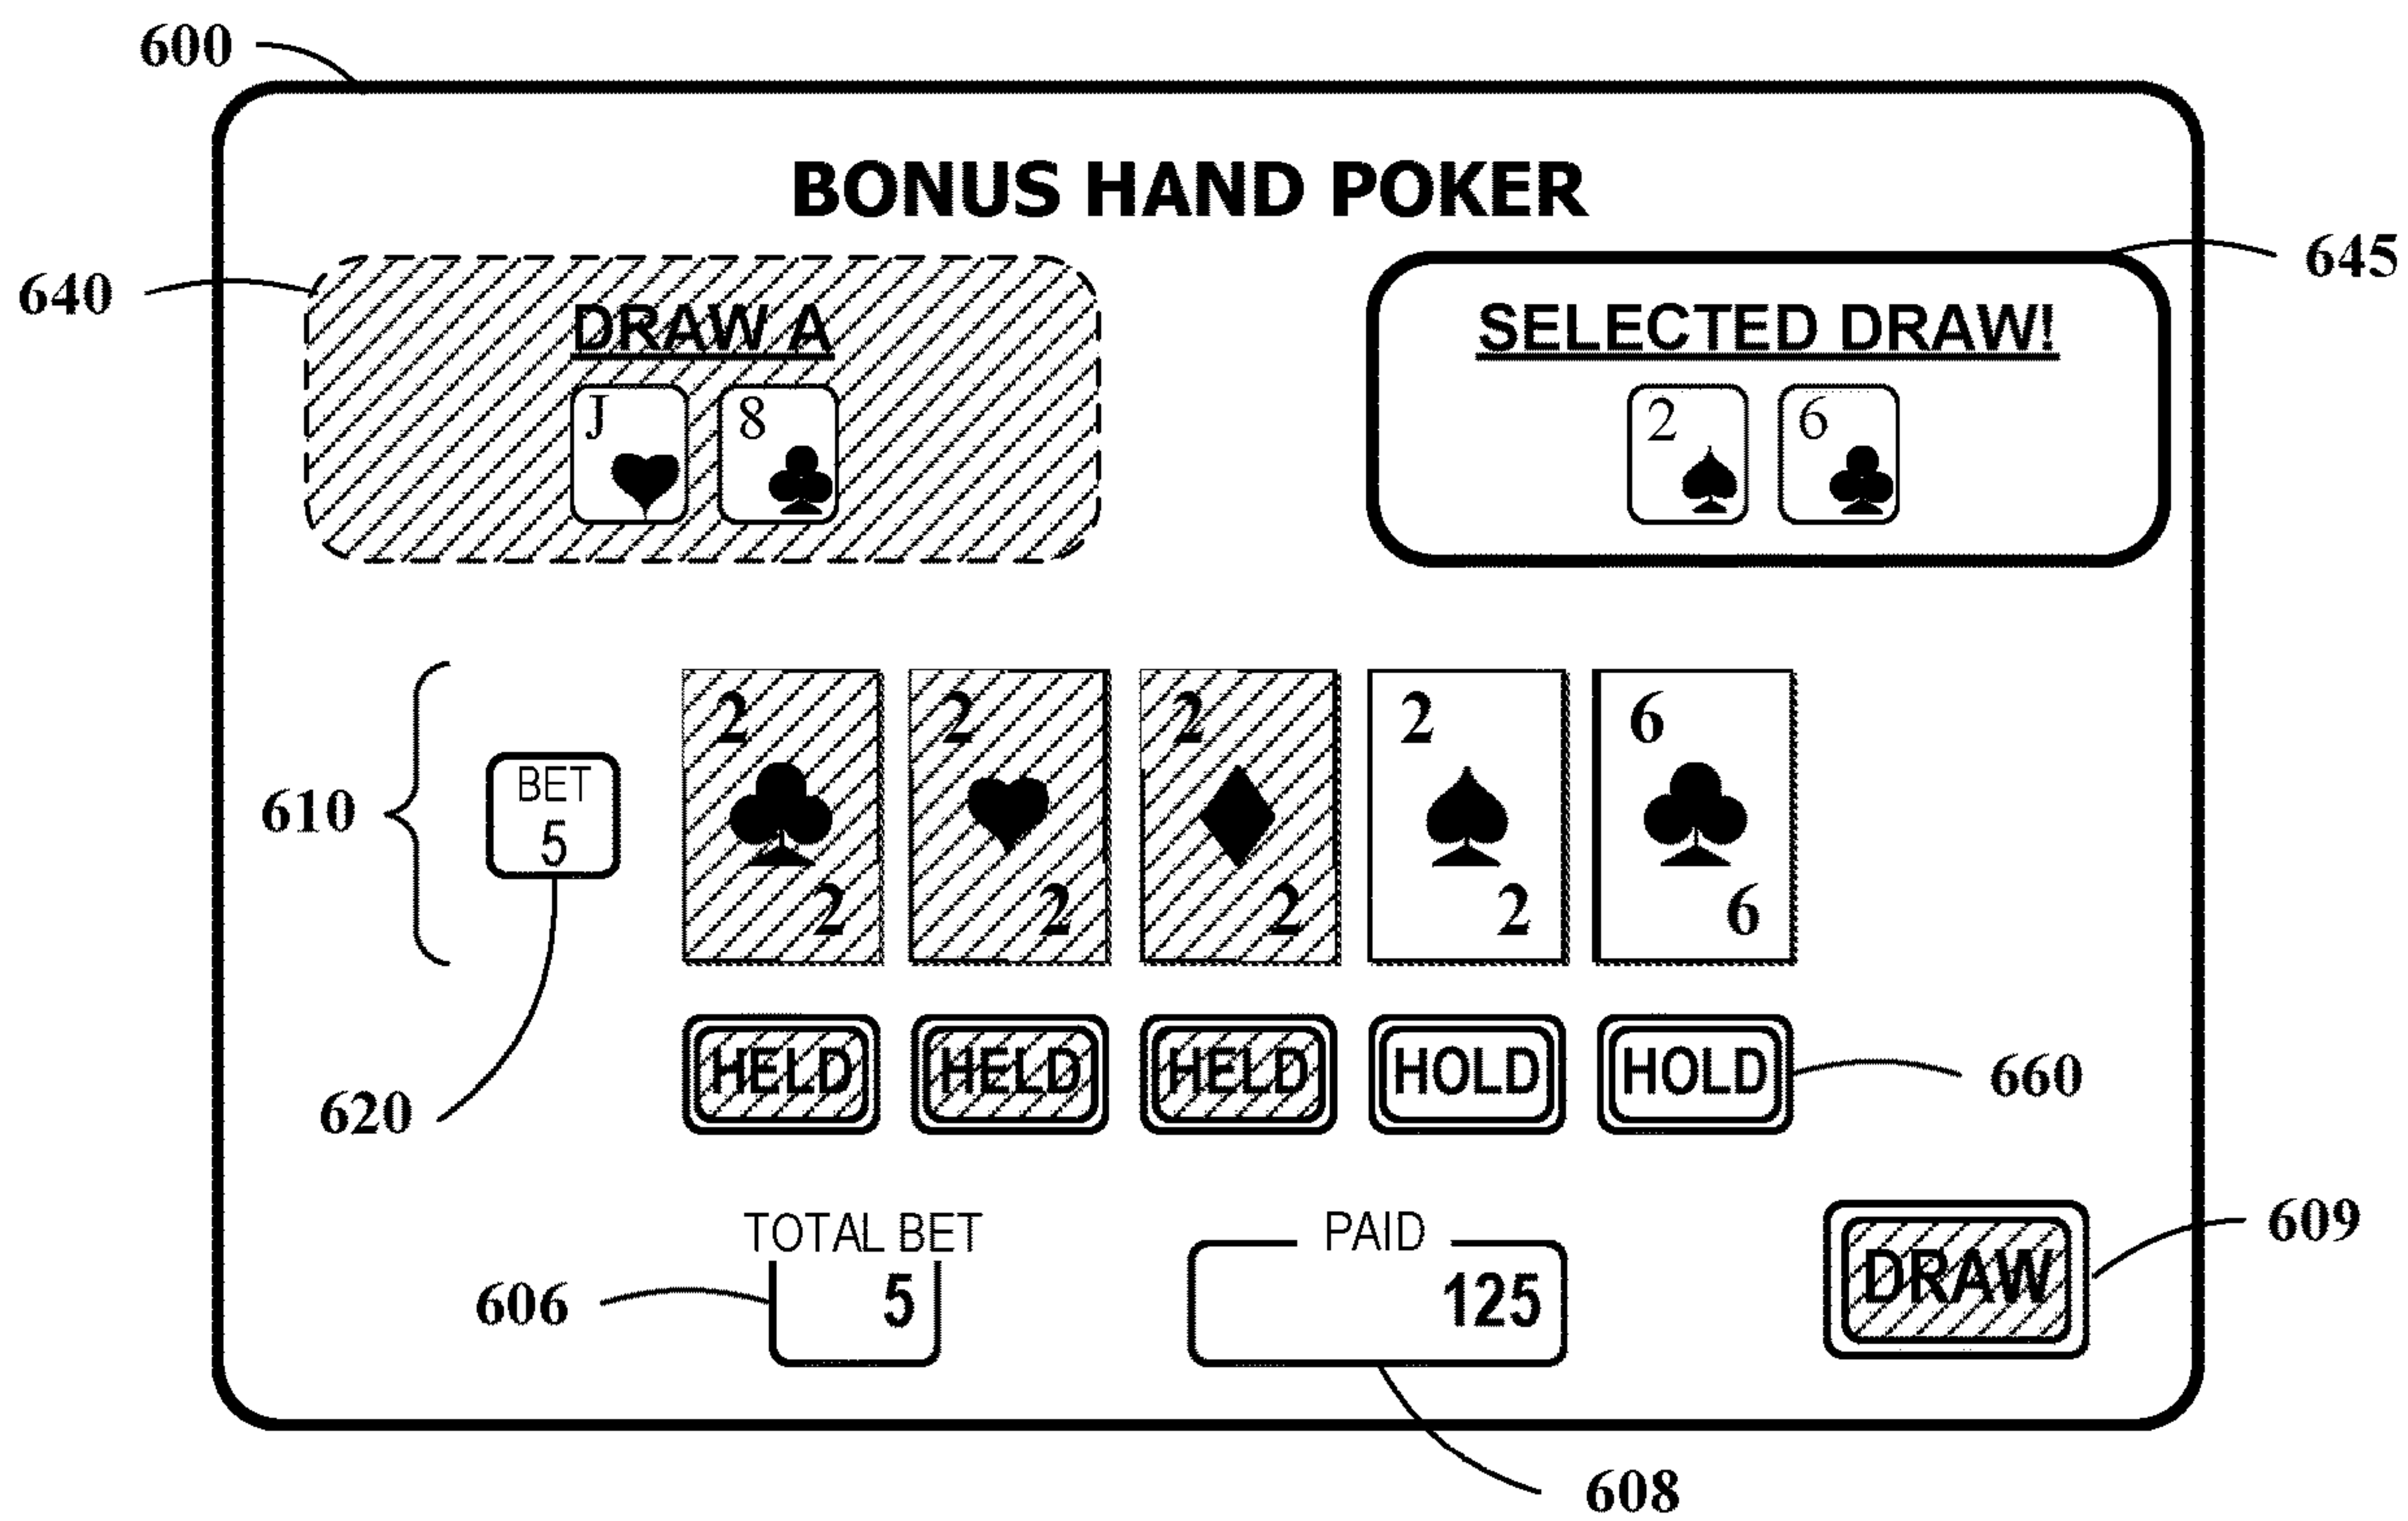 600
BONUS HAND POKER
640
645
DRAW A
SELECTED DRAW!
J 8
2 6
610
BET
5
2 2 2 2 6
2 2 2 2 6
620
HELD HELD HELD HOLD HOLD
660
TOTAL BET
5
PAID
125
DRAW
609
606
608